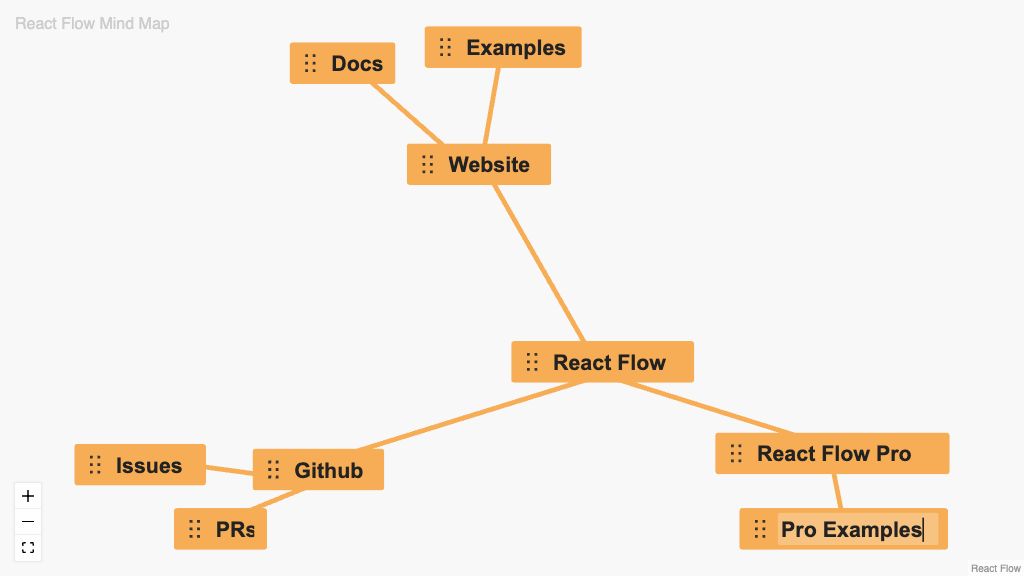 React Flow Mind Map
Examples
Docs
Website
React Flow
React Flow Pro
Issues
Github
PRs
Pro Examples
React Flow